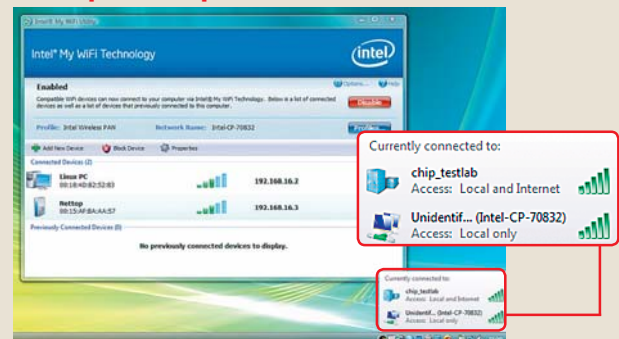 Intel® My WiFi Utility
Intel® My WiFi Technology
intel
Enabled
Options... Help
Compatible WiFi devices can now connect to your computer via Intel® My WiFi Technology. Below is a list of connected
devices as well as a list of devices that previously connected to this computer.
Disable
Profile: Intel Wireless PAN Network Name: Intel-CP-70832
Profiles
Add New Device Block Device Properties
Connected Devices (2)
Linux PC
00:18:4D:82:52:83
192.168.16.2
Nettop
00:15:AF:8A:AA:57
192.168.16.3
Previously Connected Devices (0)
No previously connected devices to display.
Currently connected to:
chip_testlab
Access: Local and Internet
Unidentif... (Intel-CP-70832)
Access: Local only
Currently connected to:
chip_testlab
Access: Local and Internet
Unidentif... (Intel-CP-70832)
Access: Local only